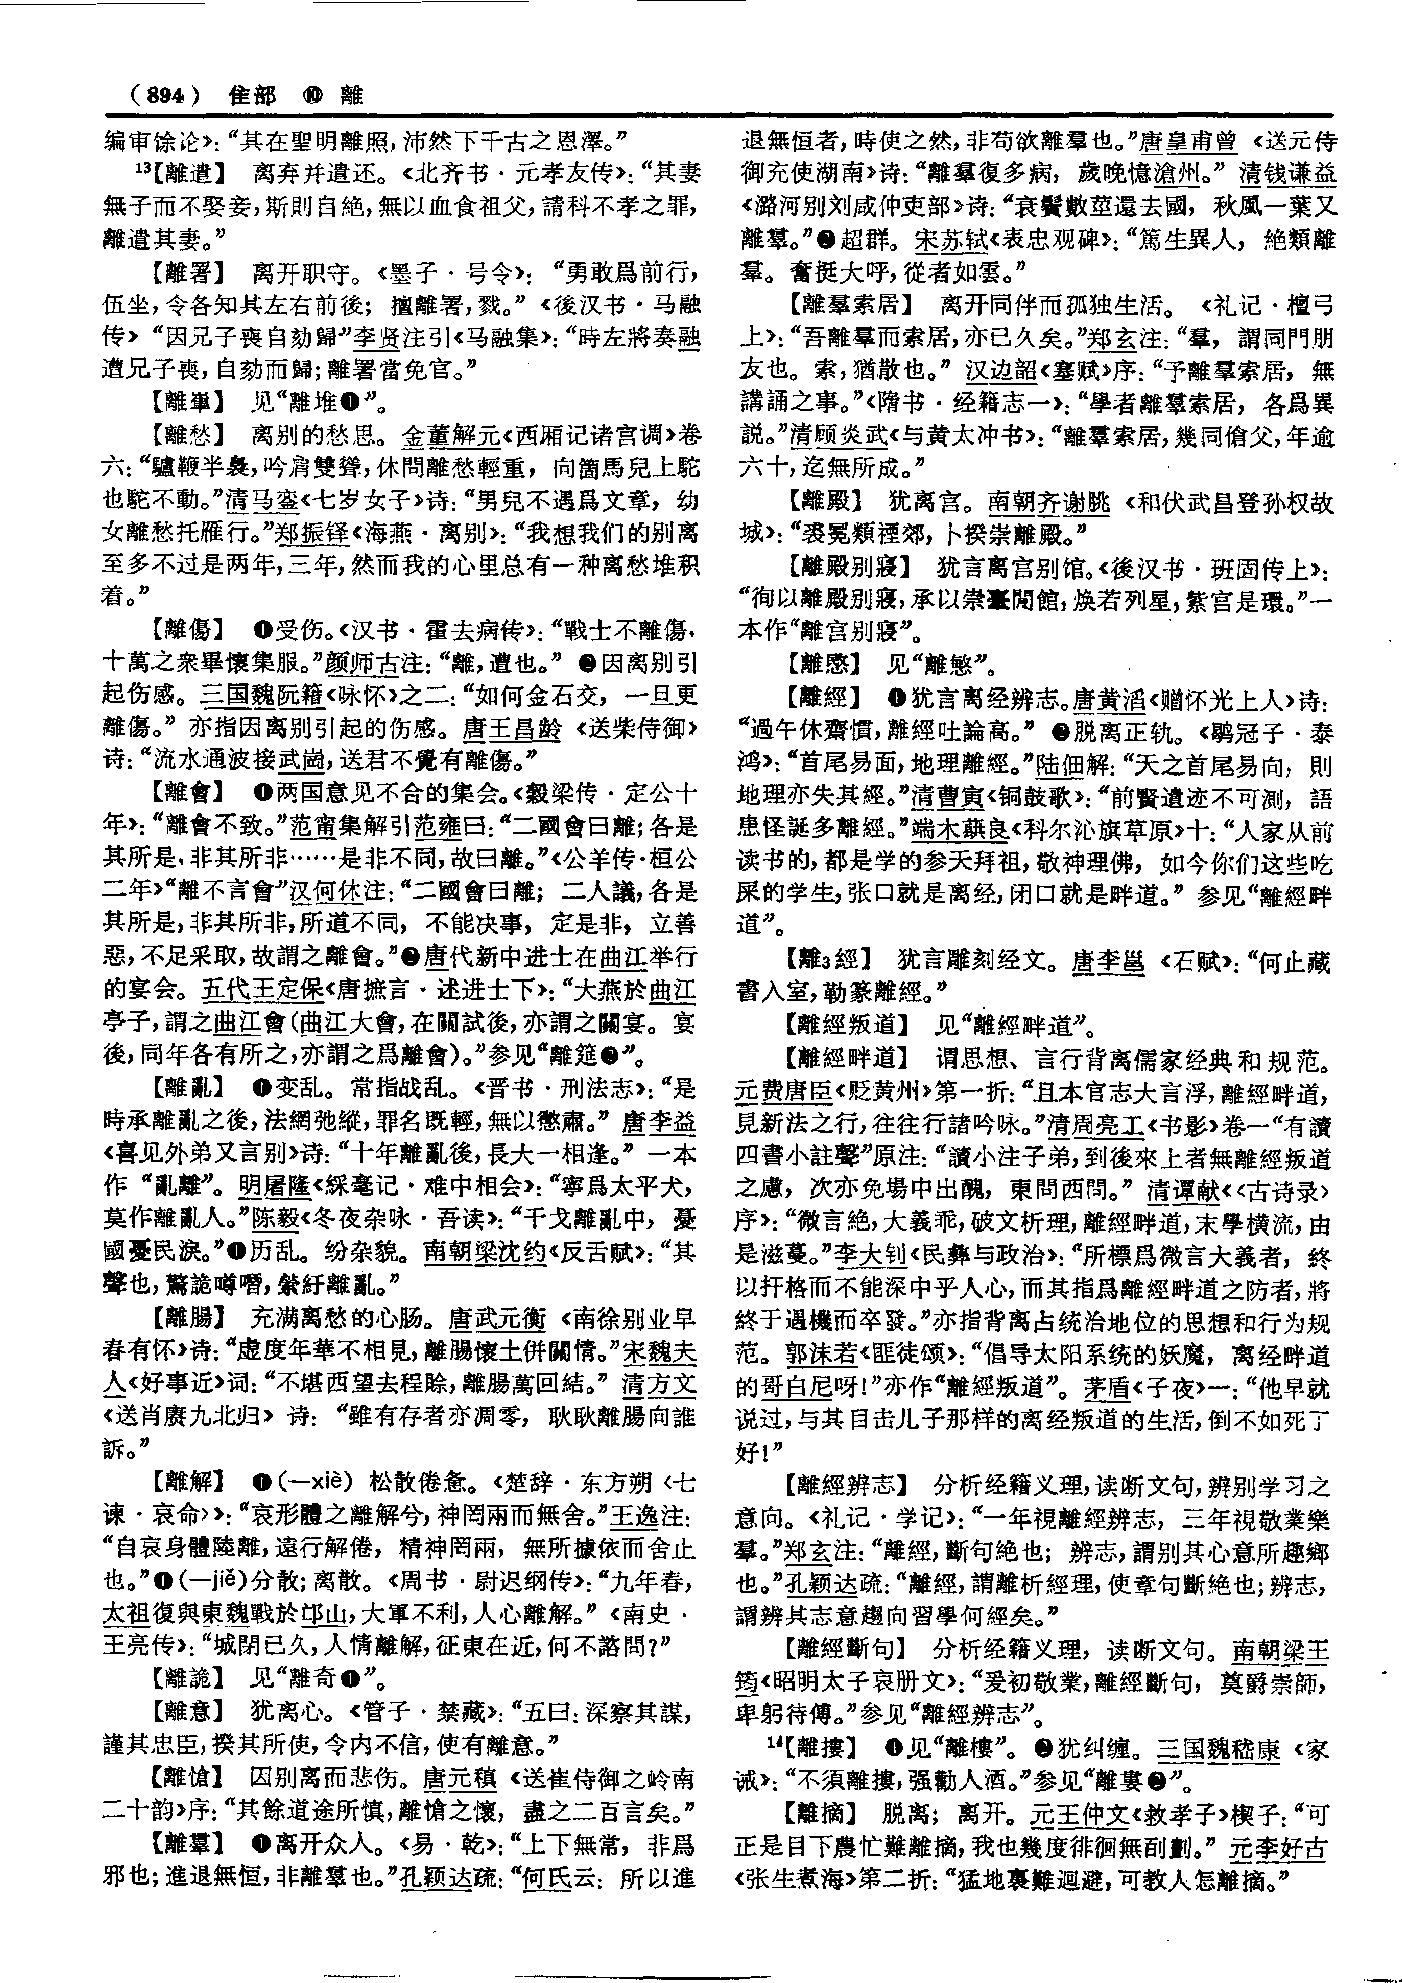 (894) 隹部 ⑩ 離
编审馀论》：“其在聖明離照，沛然下千古之恩澤。”
13【離遣】 离弃并遣还。《北齐书·元孝友传》：“其妻
無子而不娶妾，斯則自絶，無以血食祖父，請科不孝之罪，
離遣其妻。”
【離署】 离开职守。《墨子·号令》：“勇敢爲前行，
伍坐，令各知其左右前後；擅離署，戮。”《後汉书·马融
传》“因兄子喪自劾歸”李贤注引《马融集》：“時左將奏融
遭兄子喪，自劾而歸；離署當免官。”
【離𩫏】 见“離堆❶”。
【離愁】 离别的愁思。金董解元《西厢记诸宫调》卷
六：“驢鞭半裊，吟肩雙聳，休問離愁輕重，向箇馬兒上駝
也駝不動。”清马銮《七岁女子》诗：“男兒不遇爲文章，幼
女離愁托雁行。”郑振铎《海燕·离别》：“我想我们的别离
至多不过是两年，三年，然而我的心里总有一种离愁堆积
着。”
【離傷】 ❶受伤。《汉书·霍去病传》：“戰士不離傷，
十萬之衆畢懷集服。”颜师古注：“離，遭也。”❷因离别引
起伤感。三国魏阮籍《咏怀》之二：“如何金石交，一旦更
離傷。”亦指因离别引起的伤感。唐王昌龄《送柴侍御》
诗：“流水通波接武崗，送君不覺有離傷。”
【離會】 ❶两国意见不合的集会。《穀梁传·定公十
年》：“離會不致。”范甯集解引范雍曰：“二國會曰離；各是
其所是，非其所非……是非不同，故曰離。”《公羊传·桓公
二年》“離不言會”汉何休注：“二國會曰離；二人議，各是
其所是，非其所非，所道不同，不能决事，定是非，立善
惡，不足采取，故謂之離會。”❷唐代新中进士在曲江举行
的宴会。五代王定保《唐摭言·述进士下》：“大燕於曲江
亭子，謂之曲江會（曲江大會，在關試後，亦謂之關宴。宴
後，同年各有所之，亦謂之爲離會）。”参见“離筵❷”。
【離亂】 ❶变乱。常指战乱。《晋书·刑法志》：“是
時承離亂之後，法網弛縱，罪名既輕，無以懲肅。”唐李益
《喜见外弟又言别》诗：“十年離亂後，長大一相逢。”一本
作“亂離”。明屠隆《綵毫记·难中相会》：“寧爲太平犬，
莫作離亂人。”陈毅《冬夜杂咏·吾读》：“干戈離亂中，憂
國憂民淚。”❶历乱。纷杂貌。南朝梁沈约《反舌赋》：“其
聲也，驚詭噂㗫，縈紆離亂。”
【離腸】 充满离愁的心肠。唐武元衡《南徐别业早
春有怀》诗：“虚度年華不相見，離腸懷土併關情。”宋魏夫
人《好事近》词：“不堪西望去程賒，離腸萬回結。”清方文
《送肖赓九北归》诗：“雖有存者亦凋零，耿耿離腸向誰
訴。”
【離解】 ❶（—xiè）松散倦怠。《楚辞·东方朔〈七
谏·哀命〉》：“哀形體之離解兮，神罔兩而無舍。”王逸注：
“自哀身體陸離，遠行解倦，精神罔兩，無所據依而舍止
也。”❶（—jiě）分散；离散。《周书·尉迟纲传》：“九年春，
太祖復與東魏戰於邙山，大軍不利，人心離解。”《南史·
王亮传》：“城閉已久，人情離解，征東在近，何不諮問？”
【離詭】 见“離奇❶”。
【離意】 犹离心。《管子·禁藏》：“五曰：深察其謀，
謹其忠臣，揆其所使，令内不信，使有離意。”
【離愴】 因别离而悲伤。唐元稹《送崔侍御之岭南
二十韵》序：“其餘道途所慎，離愴之懷，盡之二百言矣。”
【離羣】 ❶离开众人。《易·乾》：“上下無常，非爲
邪也；進退無恒，非離羣也。”孔颖达疏：“何氏云：所以進
退無恒者，時使之然，非苟欲離羣也。”唐皇甫曾《送元侍
御充使湖南》诗：“離羣復多病，歲晚憶滄州。”清钱谦益
《潞河别刘咸仲吏部》诗：“衰鬢數莖還去國，秋風一葉又
離羣。”❷超群。宋苏轼《表忠观碑》：“篤生異人，絶類離
羣。奮挺大呼，從者如雲。”
【離羣索居】 离开同伴而孤独生活。《礼记·檀弓
上》：“吾離羣而索居，亦已久矣。”郑玄注：“羣，謂同門朋
友也。索，猶散也。”汉边韶《塞赋》序：“予離羣索居，無
講誦之事。”《隋书·经籍志一》：“學者離羣索居，各爲異
説。”清顾炎武《与黄太冲书》：“離羣索居，幾同傖父，年逾
六十，迄無所成。”
【離殿】 犹离宫。南朝齐谢朓《和伏武昌登孙权故
城》：“裘冕類禋郊，卜揆崇離殿。”
【離殿别寢】 犹言离宫别馆。《後汉书·班固传上》：
“徇以離殿别寢，承以崇臺閒館，焕若列星，紫宫是環。”一
本作“離宫别寢”。
【離愍】 见“離慜”。
【離經】 ❶犹言离经辨志。唐黄滔《赠怀光上人》诗：
“過午休齋慣，離經吐論高。”❷脱离正轨。《鹖冠子·泰
鸿》：“首尾易面，地理離經。”陆佃解：“天之首尾易向，則
地理亦失其經。”清曹寅《铜鼓歌》：“前賢遺迹不可測，語
患怪誕多離經。”端木蕻良《科尔沁旗草原》十：“人家从前
读书的，都是学的参天拜祖，敬神理佛，如今你们这些吃
屎的学生，张口就是离经，闭口就是畔道。”参见“離經畔
道”。
【離3經】 犹言雕刻经文。唐李邕《石赋》：“何止藏
書入室，勒篆離經。”
【離經叛道】 见“離經畔道”。
【離經畔道】 谓思想、言行背离儒家经典和规范。
元费唐臣《贬黄州》第一折：“且本官志大言浮，離經畔道，
見新法之行，往往行諸吟咏。”清周亮工《书影》卷一“有讀
四書小註聲”原注：“讀小注子弟，到後來上者無離經叛道
之慮，次亦免場中出醜，東問西問。”清谭献《〈古诗录〉
序》：“微言絶，大義乖，破文析理，離經畔道，末學横流，由
是滋蔓。”李大钊《民彝与政治》：“所標爲微言大義者，終
以扞格而不能深中乎人心，而其指爲離經畔道之防者，將
終于遏機而卒發。”亦指背离占统治地位的思想和行为规
范。郭沫若《匪徒颂》：“倡导太阳系统的妖魔，离经畔道
的哥白尼呀！”亦作“離經叛道”。茅盾《子夜》一：“他早就
说过，与其目击儿子那样的离经叛道的生活，倒不如死了
好！”
【離經辨志】 分析经籍义理，读断文句，辨别学习之
意向。《礼记·学记》：“一年視離經辨志，三年視敬業樂
羣。”郑玄注：“離經，斷句絶也；辨志，謂别其心意所趣鄉
也。”孔颖达疏：“離經，謂離析經理，使章句斷絶也；辨志，
謂辨其志意趨向習學何經矣。”
【離經斷句】 分析经籍义理，读断文句。南朝梁王
筠《昭明太子哀册文》：“爰初敬業，離經斷句，奠爵崇師，
卑躬待傅。”参见“離經辨志”。
14【離摟】 ❶见“離樓”。❷犹纠缠。三国魏嵇康《家
诫》：“不須離摟，强勸人酒。”参见“離婁❷”。
【離摘】 脱离；离开。元王仲文《救孝子》楔子：“可
正是目下農忙難離摘，我也幾度徘徊無刮劃。”元李好古
《张生煮海》第二折：“猛地裏難迴避，可教人怎離摘。”